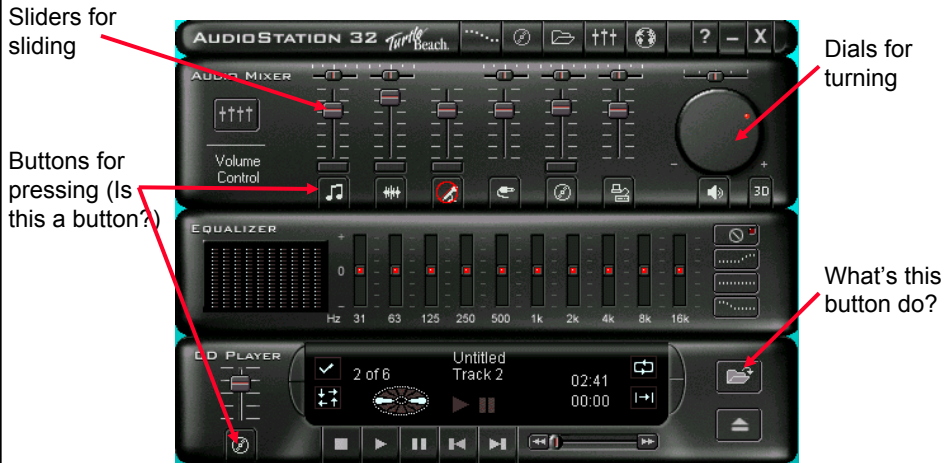 Sliders for
sliding
AUDIOSTATION 32 Turtle Beach
? – X
Dials for
turning
AUDIO MIXER
Volume
Control
- +
3D
Buttons for
pressing (Is
this a button?)
EQUALIZER
+
0
–
Hz 31 63 125 250 500 1k 2k 4k 8k 16k
What's this
button do?
CD PLAYER
Untitled
2 of 6 Track 2
02:41
00:00